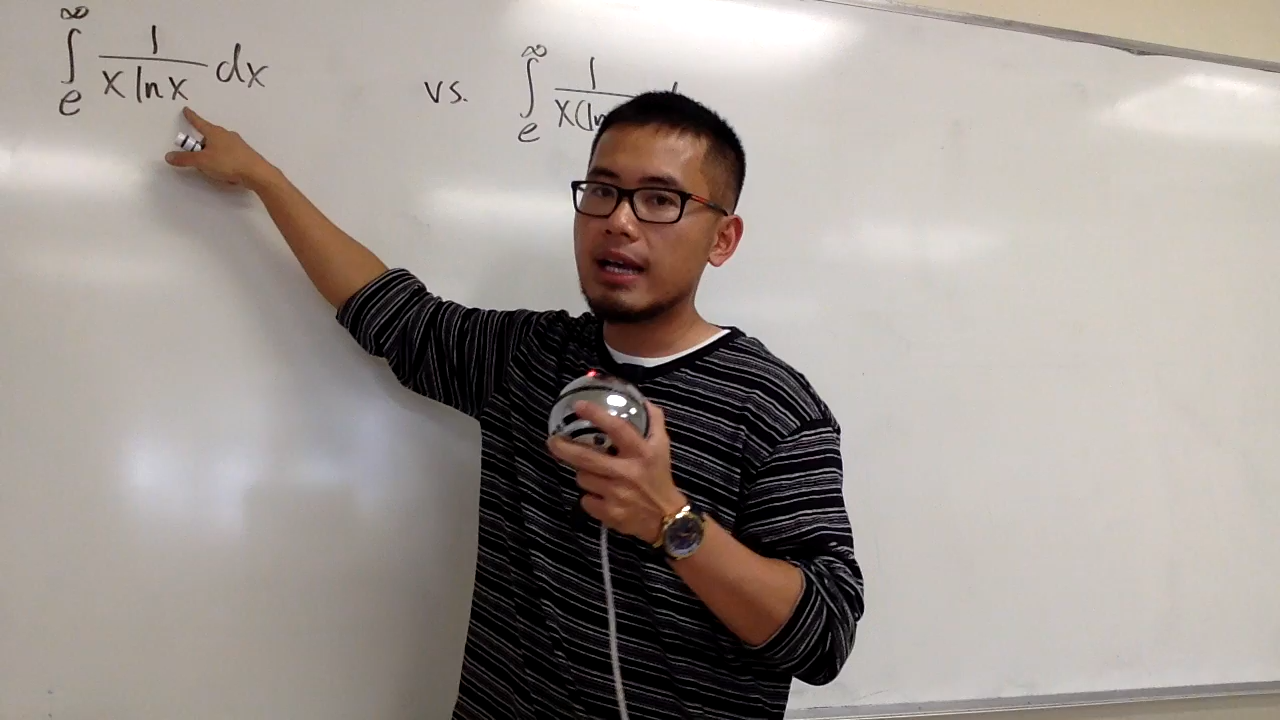 ∫_e^∞ 1/(x ln x) dx vs. ∫_e^∞ 1/(x(ln